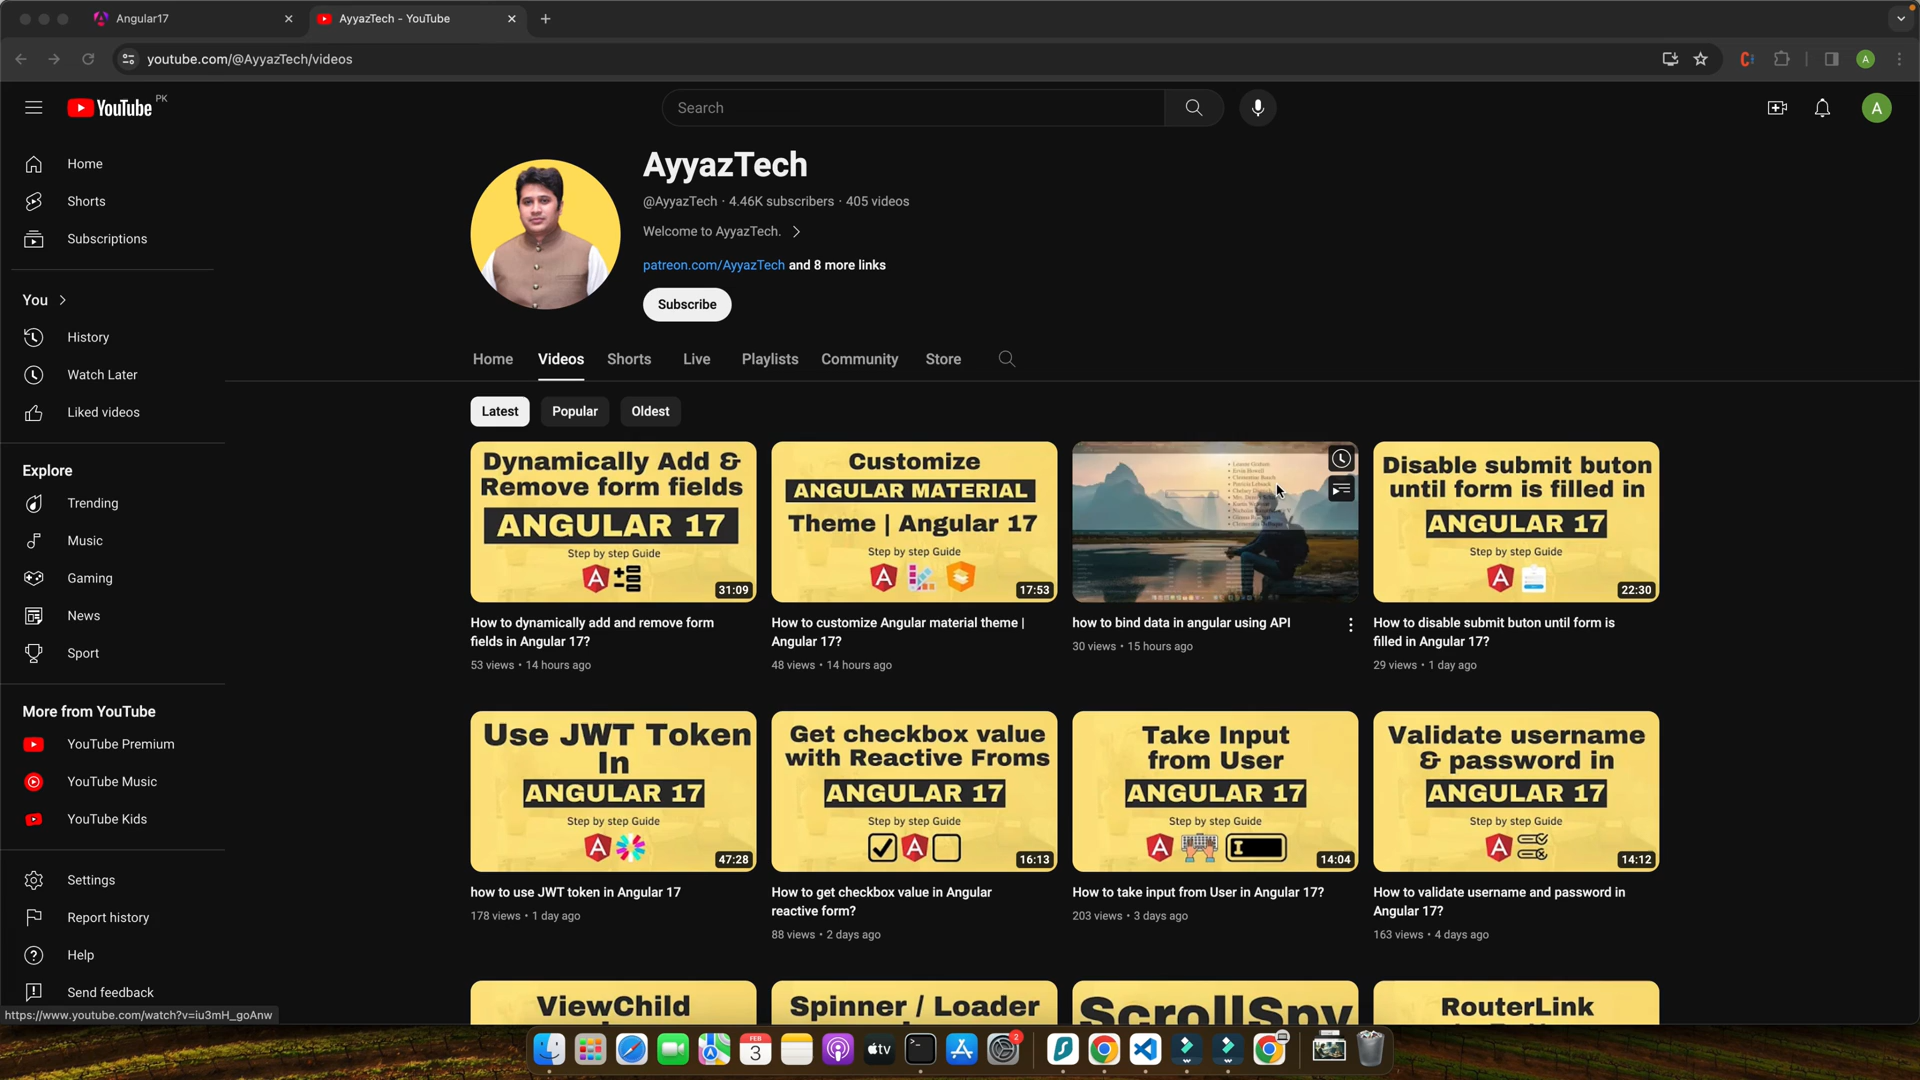 Angular17
AyyazTech - YouTube
youtube.com/@AyyazTech/videos
A
YouTube PK
Search
A
Home
Shorts
Subscriptions
You
History
Watch Later
Liked videos
Explore
Trending
Music
Gaming
News
Sport
More from YouTube
YouTube Premium
YouTube Music
YouTube Kids
Settings
Report history
Help
Send feedback
https://www.youtube.com/watch?v=iu3mH_goAnw
AyyazTech
@AyyazTech · 4.46K subscribers · 405 videos
Welcome to AyyazTech.
patreon.com/AyyazTech and 8 more links
Subscribe
Home Videos Shorts Live Playlists Community Store
Latest Popular Oldest
Dynamically Add &
Remove form fields
ANGULAR 17
Step by step Guide
31:09
How to dynamically add and remove form
fields in Angular 17?
53 views · 14 hours ago
Customize
ANGULAR MATERIAL
Theme | Angular 17
Step by step Guide
17:53
How to customize Angular material theme |
Angular 17?
48 views · 14 hours ago
how to bind data in angular using API
30 views · 15 hours ago
Disable submit buton
until form is filled in
ANGULAR 17
Step by step Guide
22:30
How to disable submit buton until form is
filled in Angular 17?
29 views · 1 day ago
Use JWT Token
In
ANGULAR 17
Step by step Guide
47:28
how to use JWT token in Angular 17
178 views · 1 day ago
Get checkbox value
with Reactive Froms
ANGULAR 17
Step by step Guide
16:13
How to get checkbox value in Angular
reactive form?
88 views · 2 days ago
Take Input
from User
ANGULAR 17
Step by step Guide
14:04
How to take input from User in Angular 17?
203 views · 3 days ago
Validate username
& password in
ANGULAR 17
Step by step Guide
14:12
How to validate username and password in
Angular 17?
163 views · 4 days ago
ViewChild
Spinner / Loader
ScrollSpy
RouterLink
FEB
3
tv
2